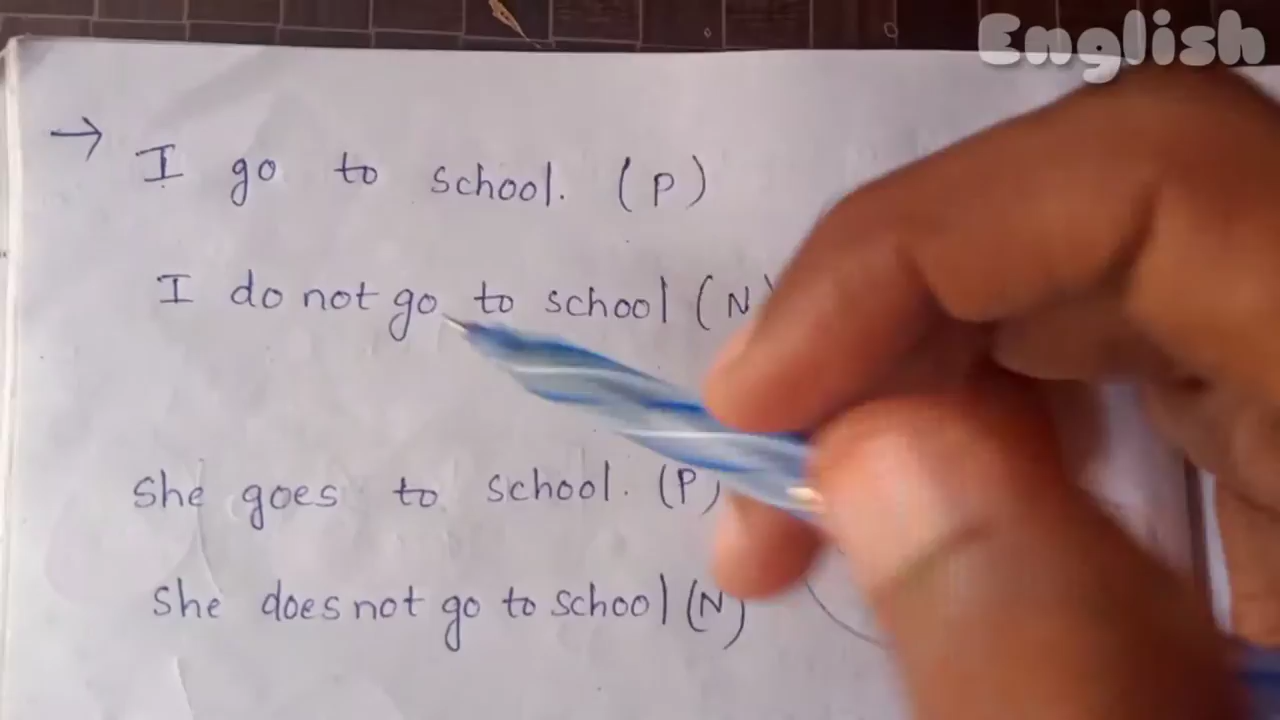 English
→ I go to school. (P)
I do not go to school (N)
She goes to school. (P)
She does not go to school (N)